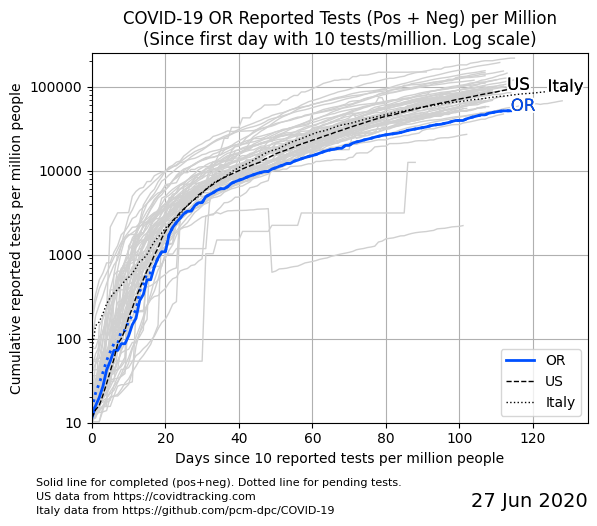 COVID-19 OR Reported Tests (Pos + Neg) per Million
(Since first day with 10 tests/million. Log scale)
Cumulative reported tests per million people
100000
10000
1000
100
10
US
Italy
OR
OR
US
Italy
0 20 40 60 80 100 120
Days since 10 reported tests per million people
Solid line for completed (pos+neg). Dotted line for pending tests.
US data from https://covidtracking.com
Italy data from https://github.com/pcm-dpc/COVID-19
27 Jun 2020